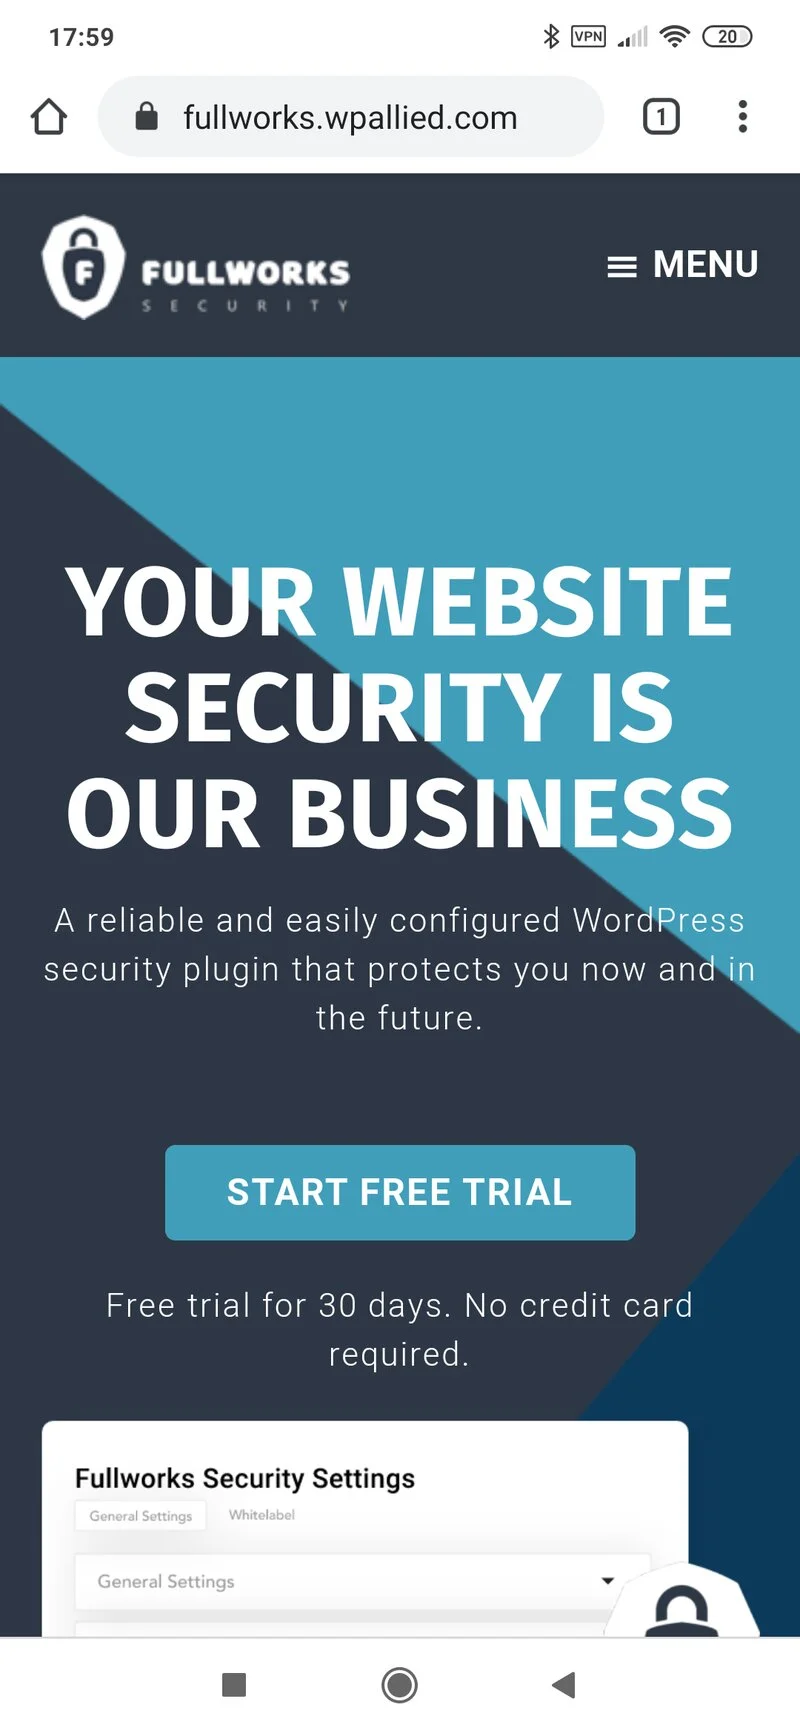 17:59
VPN
20
fullworks.wpallied.com
1
F
FULLWORKS
SECURITY
MENU
YOUR WEBSITE
SECURITY IS
OUR BUSINESS
A reliable and easily configured WordPress
security plugin that protects you now and in
the future.
START FREE TRIAL
Free trial for 30 days. No credit card
required.
Fullworks Security Settings
General Settings
Whitelabel
General Settings